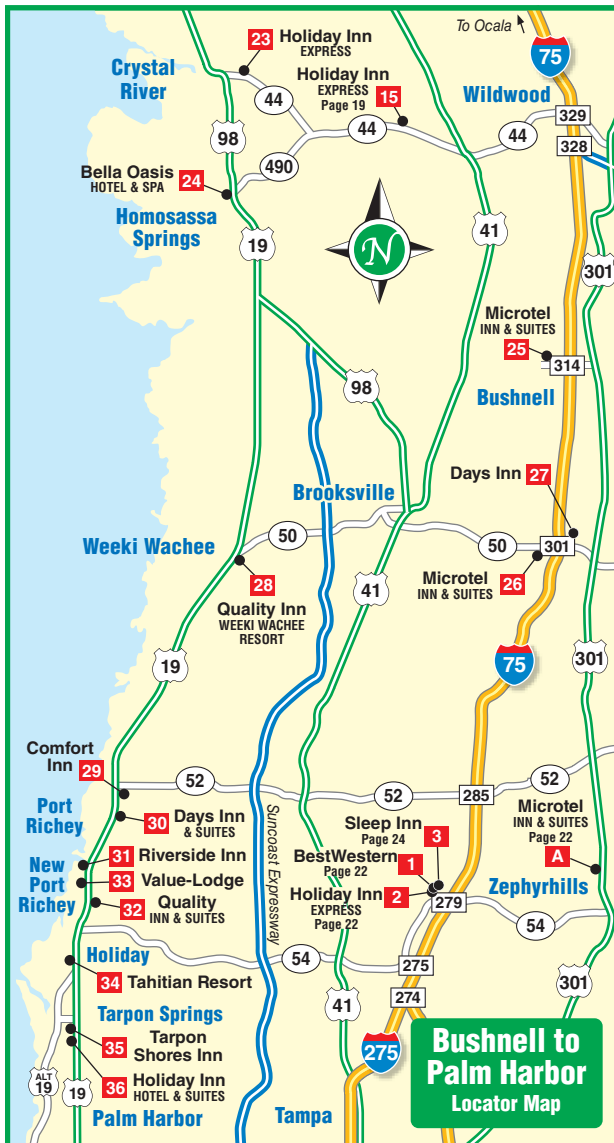 To Ocala
75
23
Holiday Inn
EXPRESS
Crystal
River
Holiday Inn
EXPRESS
Page 19
15
Wildwood
44
329
98
44
44
328
490
Bella Oasis
HOTEL & SPA
24
Homosassa
Springs
N
41
19
301
Microtel
INN & SUITES
25
314
98
Bushnell
Days Inn
27
Brooksville
Weeki Wachee
50
50
301
28
Microtel
INN & SUITES
26
41
Quality Inn
WEEKI WACHEE
RESORT
19
75
301
Comfort
Inn
29
52
52
52
285
Port
Richey
30
Days Inn
& SUITES
Suncoast Expressway
Sleep Inn
Page 24
3
Microtel
INN & SUITES
Page 22
A
31
Riverside Inn
BestWestern
Page 22
1
New
Port
Richey
33
Value-Lodge
Holiday Inn
EXPRESS
Page 22
2
279
Zephyrhills
32
Quality
INN & SUITES
54
Holiday
54
275
34
Tahitian Resort
301
274
41
Tarpon Springs
35
Tarpon
Shores Inn
275
ALT
19
19
36
Holiday Inn
HOTEL & SUITES
Palm Harbor
Tampa
Bushnell to
Palm Harbor
Locator Map